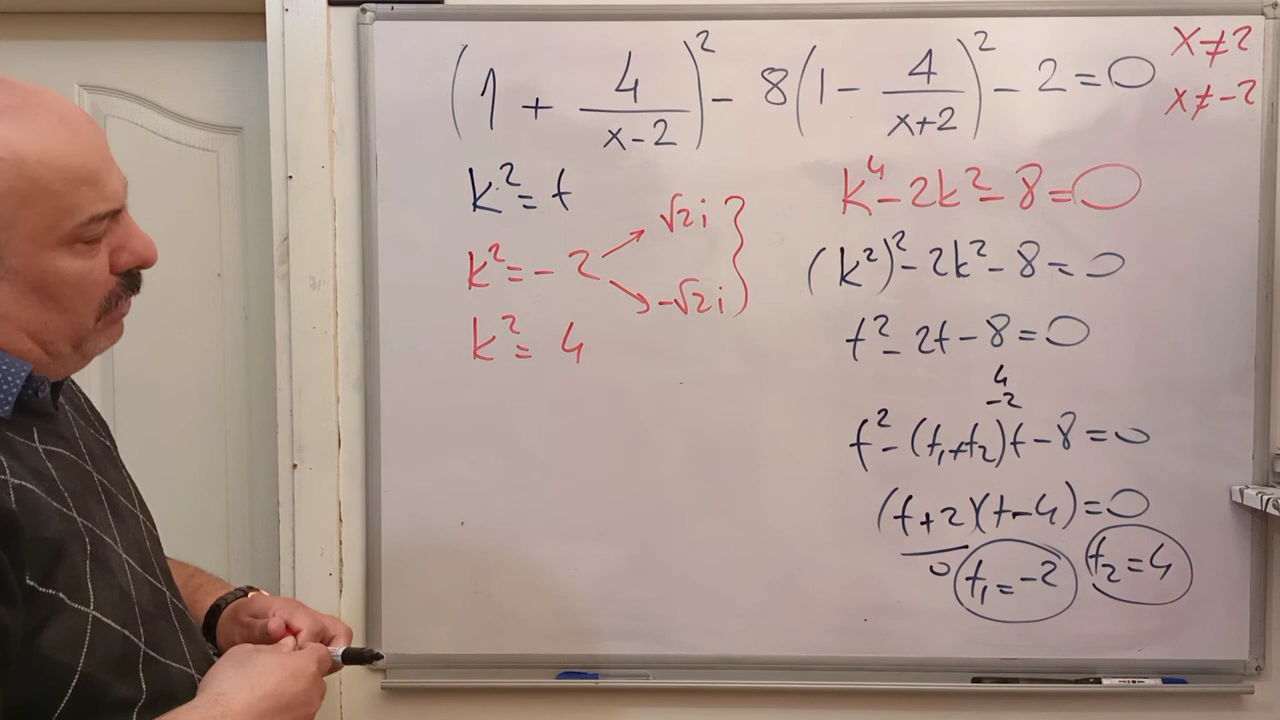 (1 + 4/(x-2))² - 8(1 - 4/(x+2))² - 2 = 0
x ≠ 2
x ≠ -2
k² = t
k² = -2 → √2i
→ -√2i }
k² = 4
k⁴ - 2k² - 8 = 0
(k²)² - 2k² - 8 = 0
t² - 2t - 8 = 0
4
-2
t² - (t₁+t₂)t - 8 = 0
(t+2)(t-4) = 0
0 t₁ = -2 t₂ = 4